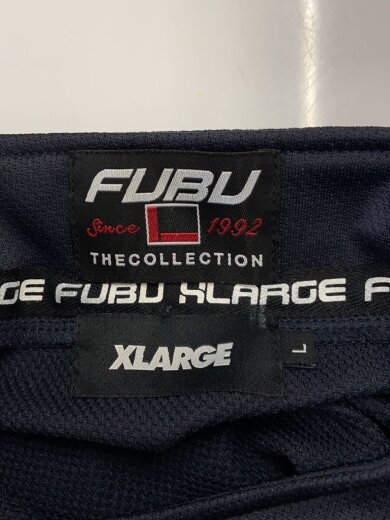 FUBU
Since 1992
THECOLLECTION
GE FUBU XLARGE F
XLARGE
L